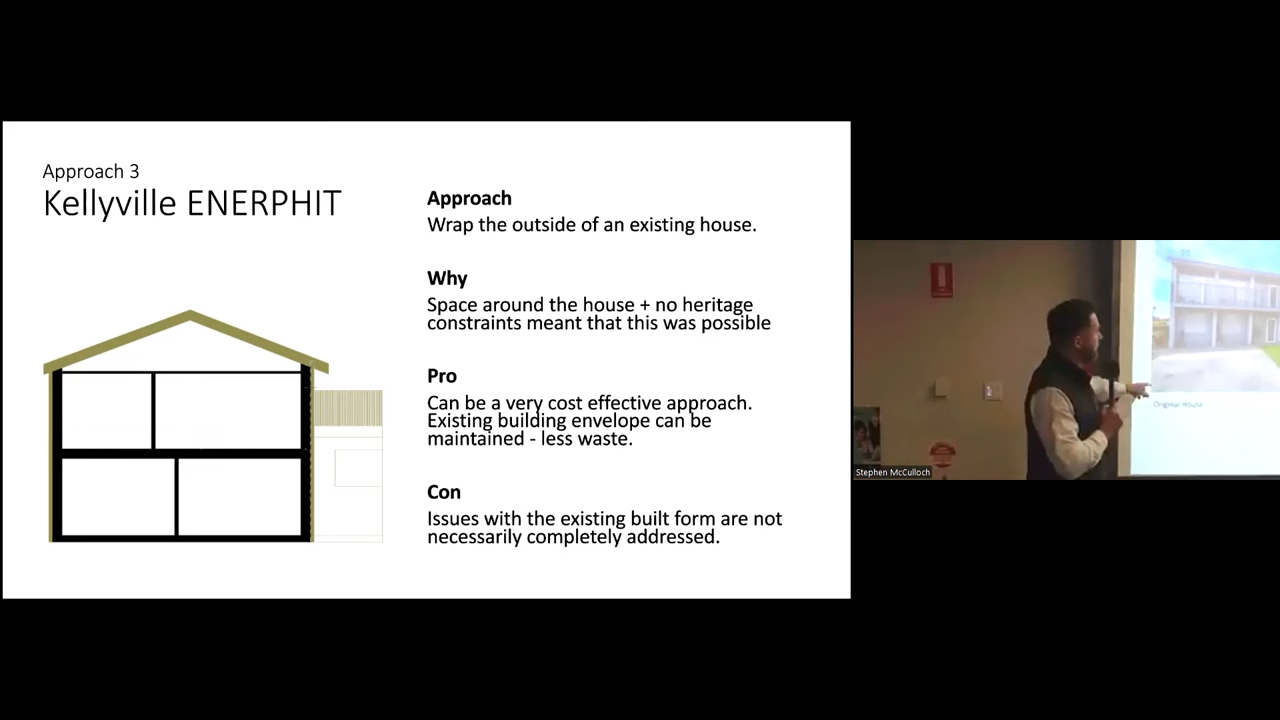 Approach 3
Kellyville ENERPHIT
Approach
Wrap the outside of an existing house.
Why
Space around the house + no heritage
constraints meant that this was possible
Pro
Can be a very cost effective approach.
Existing building envelope can be
maintained - less waste.
Con
Issues with the existing built form are not
necessarily completely addressed.
Original House
Stephen McCulloch